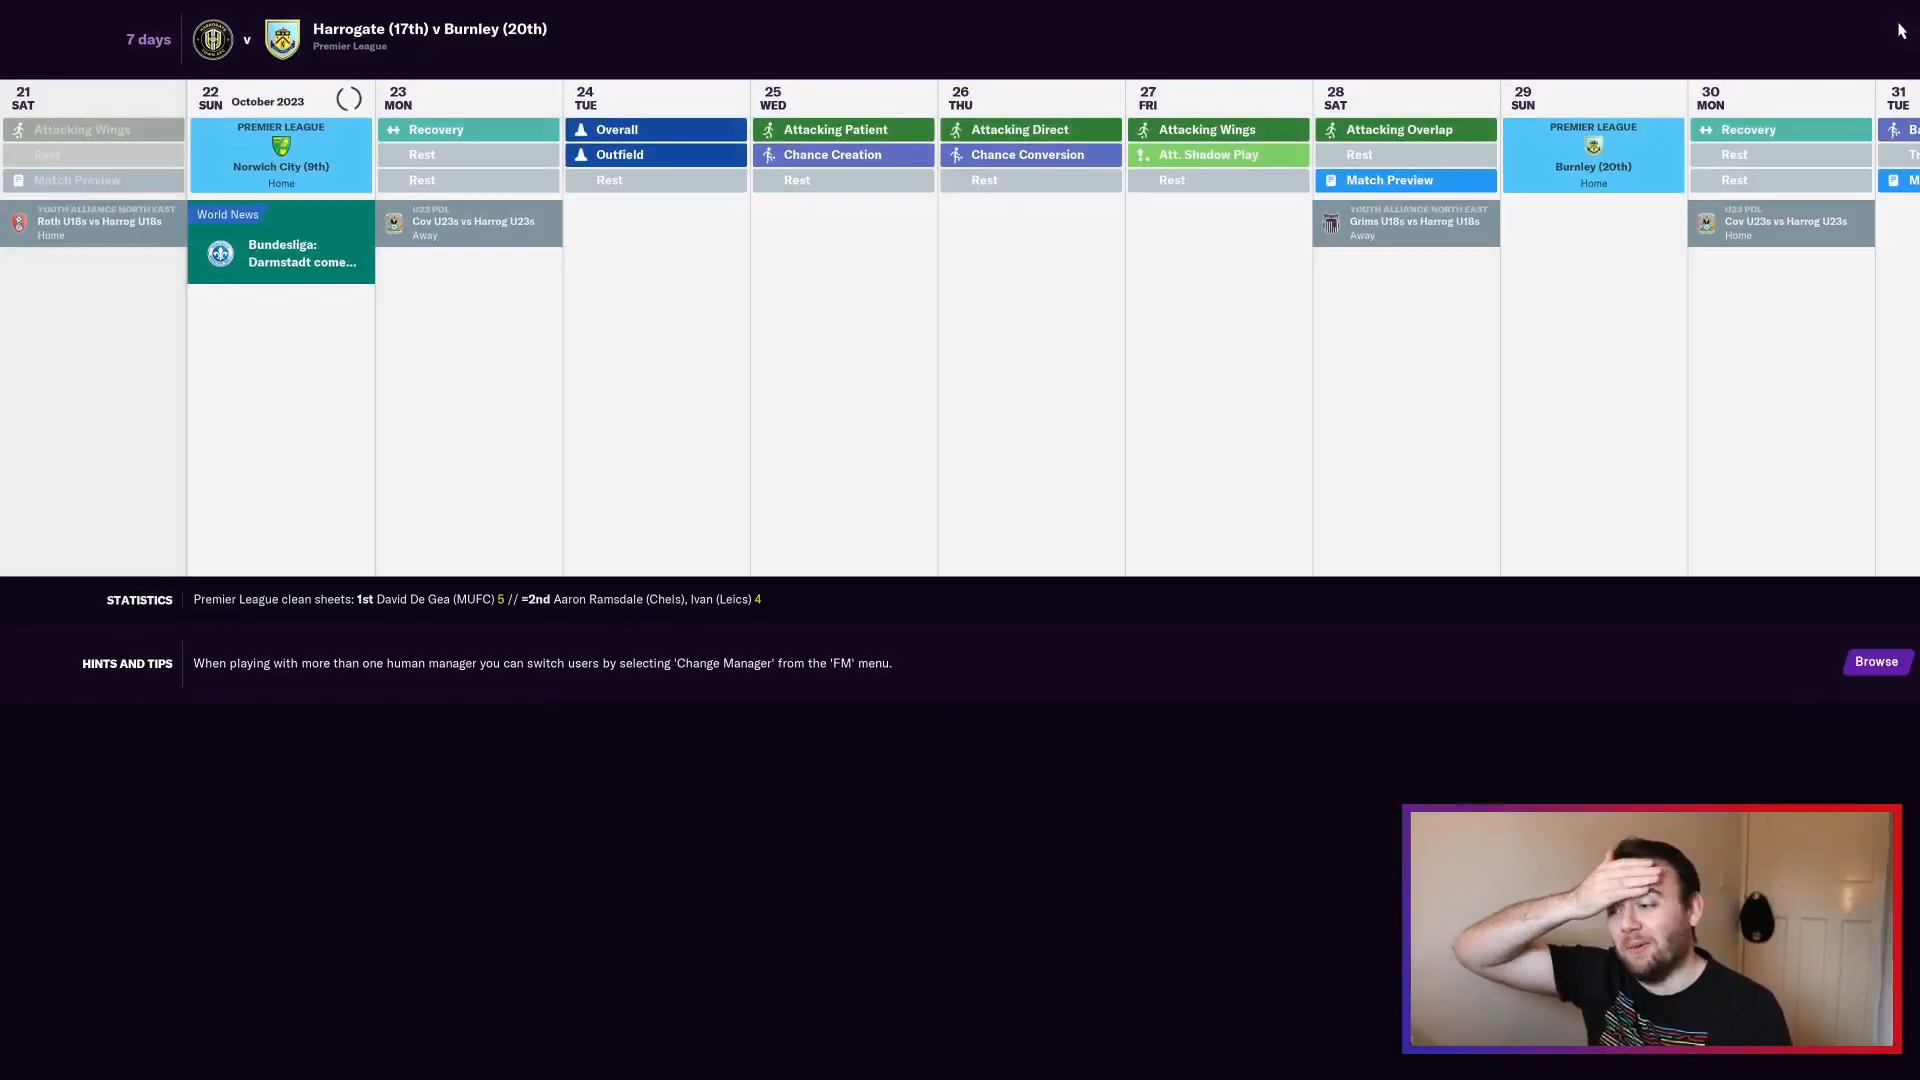 7 days
v
Harrogate (17th) v Burnley (20th)
Premier League
21
SAT
22
SUN
October 2023
23
MON
24
TUE
25
WED
26
THU
27
FRI
28
SAT
29
SUN
30
MON
31
TUE
Attacking Wings
Rest
Match Preview
YOUTH ALLIANCE NORTH EAST
Roth U18s vs Harrog U18s
Home
PREMIER LEAGUE
Norwich City (9th)
Home
World News
Bundesliga:
Darmstadt come...
Recovery
Rest
Rest
U23 PDL
Cov U23s vs Harrog U23s
Away
Overall
Outfield
Rest
Attacking Patient
Chance Creation
Rest
Attacking Direct
Chance Conversion
Rest
Attacking Wings
Att. Shadow Play
Rest
Attacking Overlap
Rest
Match Preview
YOUTH ALLIANCE NORTH EAST
Grims U18s vs Harrog U18s
Away
PREMIER LEAGUE
Burnley (20th)
Home
Recovery
Rest
Rest
U23 PDL
Cov U23s vs Harrog U23s
Home
STATISTICS
Premier League clean sheets: 1st David De Gea (MUFC) 5 // =2nd Aaron Ramsdale (Chels), Ivan (Leics) 4
HINTS AND TIPS
When playing with more than one human manager you can switch users by selecting 'Change Manager' from the 'FM' menu.
Browse